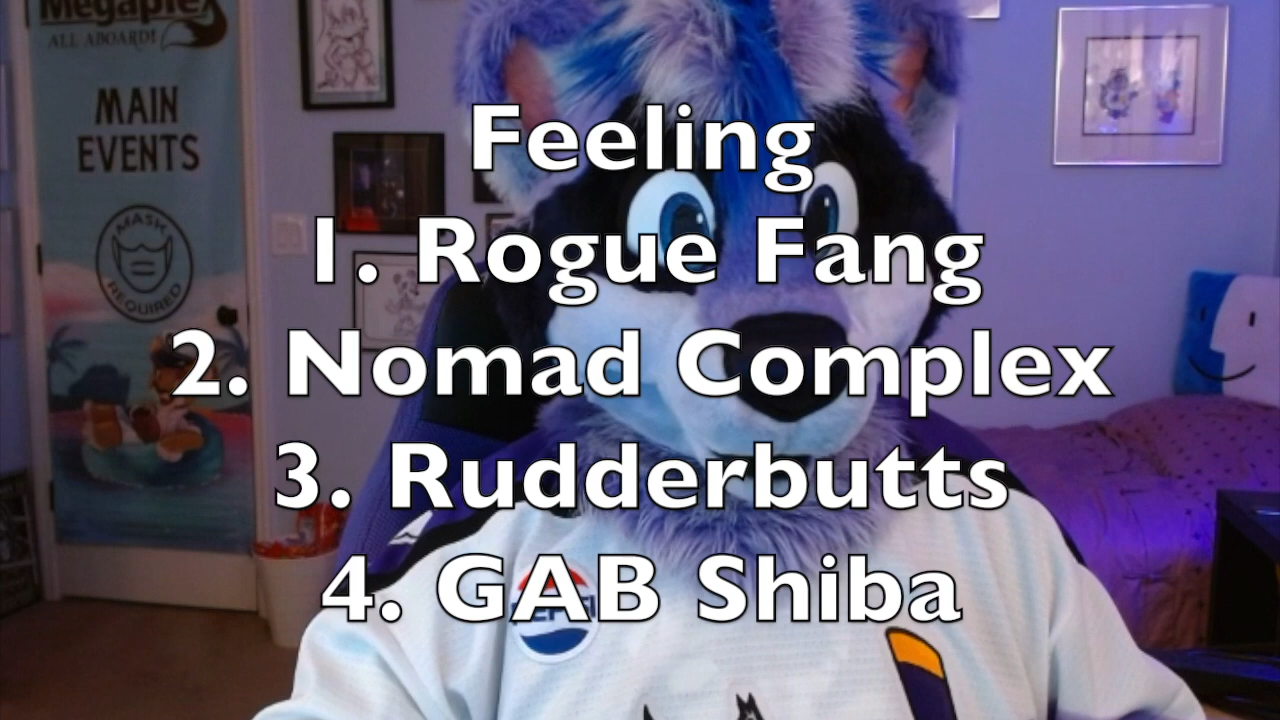 Megaplex
ALL ABOARD!
MAIN
EVENTS
MASK
REQUIRED
Feeling
1. Rogue Fang
2. Nomad Complex
3. Rudderbutts
4. GAB Shiba
PEPSI